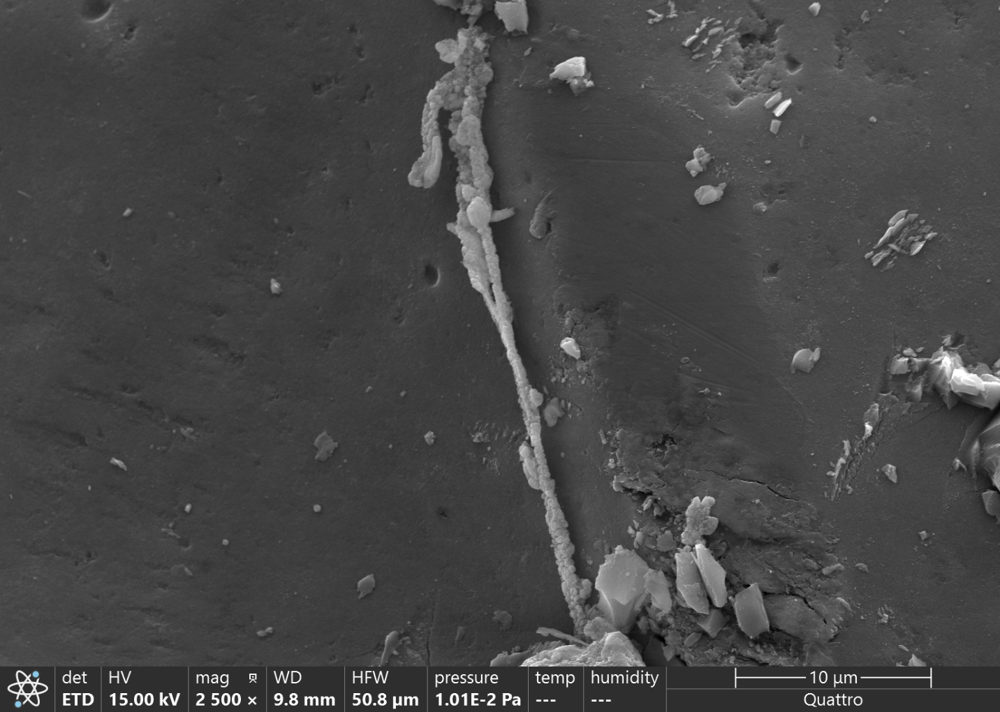 det HV mag WD HFW pressure temp humidity 10 µm
ETD 15.00 kV 2 500 × 9.8 mm 50.8 µm 1.01E-2 Pa --- --- Quattro